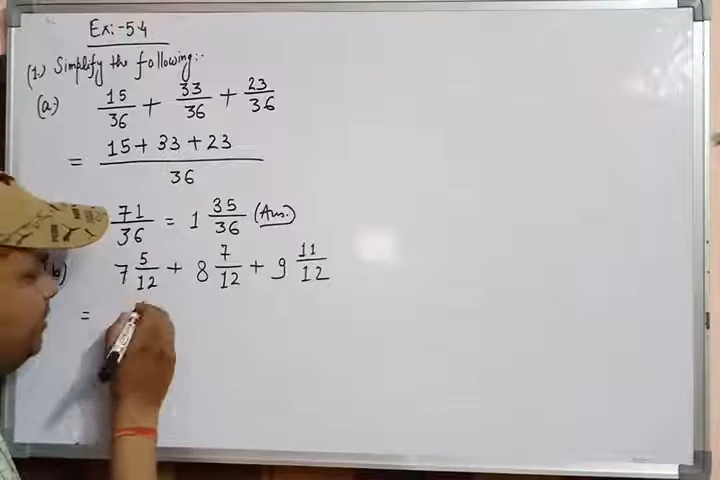 Ex:-5.4
(1.) Simplify the following:-
(a) 15/36 + 33/36 + 23/36
= 15+33+23/36
71/36 = 1 35/36 (Ans.)
b) 7 5/12 + 8 7/12 + 9 11/12
=